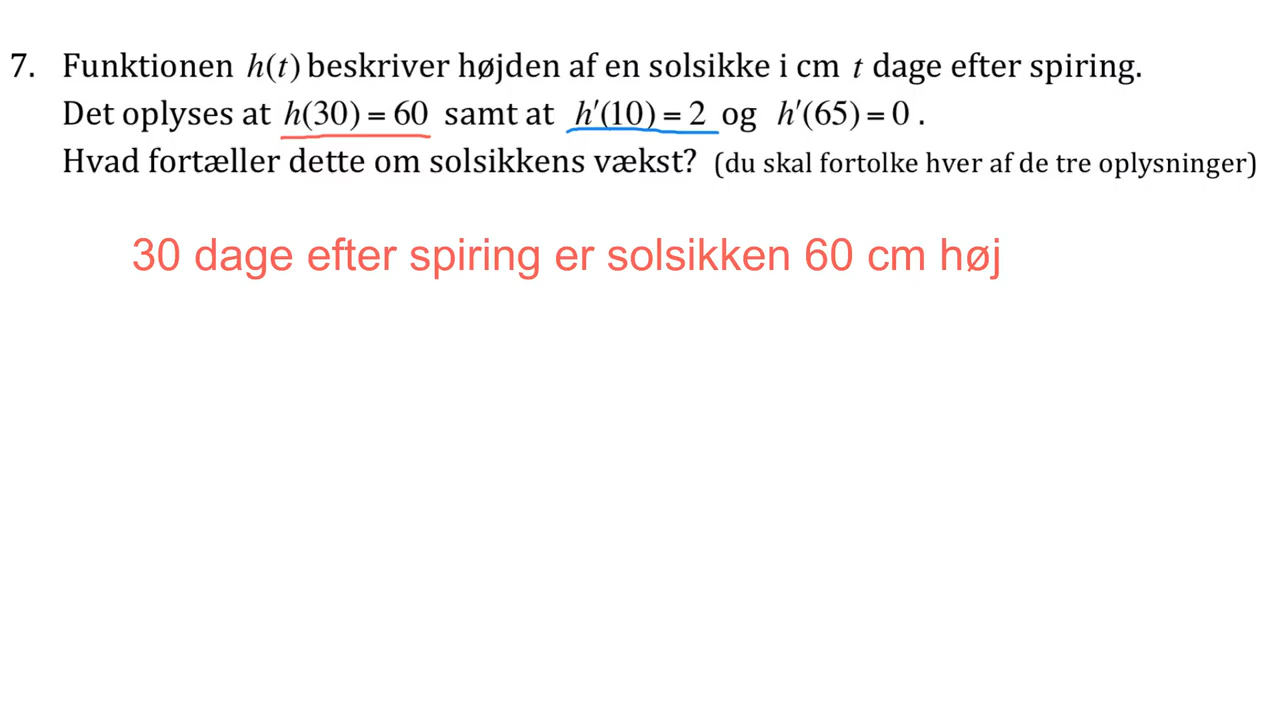 7. Funktionen h(t) beskriver højden af en solsikke i cm t dage efter spiring.
Det oplyses at h(30) = 60 samt at h′(10) = 2 og h′(65) = 0 .
Hvad fortæller dette om solsikkens vækst? (du skal fortolke hver af de tre oplysninger)
30 dage efter spiring er solsikken 60 cm høj